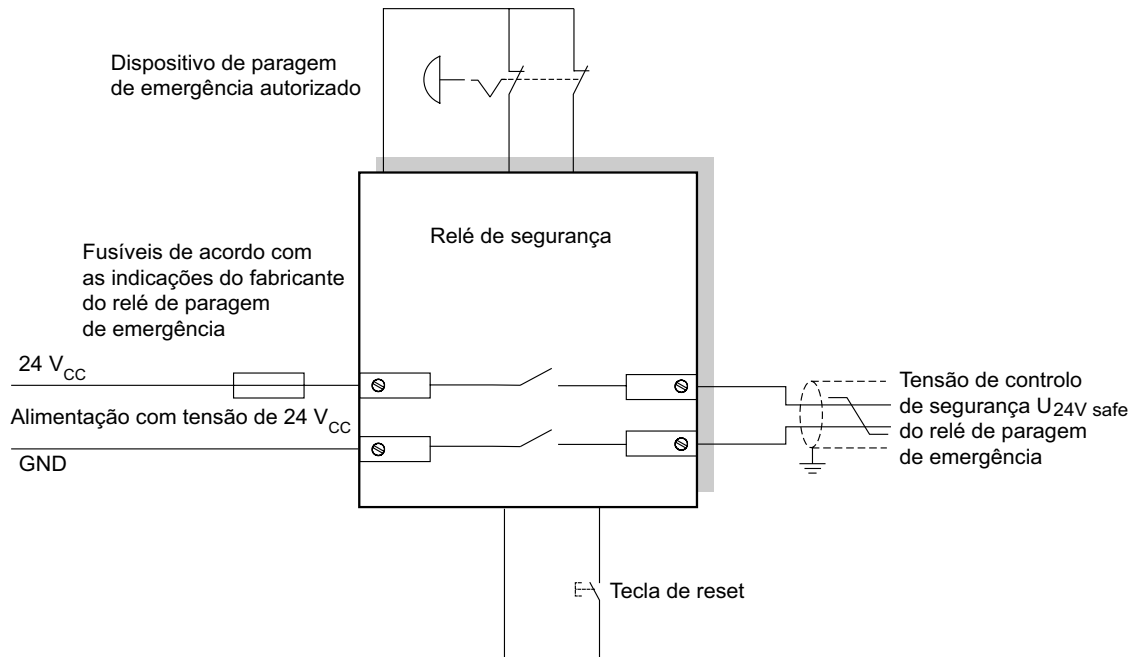 Dispositivo de paragem
de emergência autorizado
Relé de segurança
Fusíveis de acordo com
as indicações do fabricante
do relé de paragem
de emergência
24 VCC
Alimentação com tensão de 24 VCC
GND
Tensão de controlo
de segurança U24V safe
do relé de paragem
de emergência
Tecla de reset